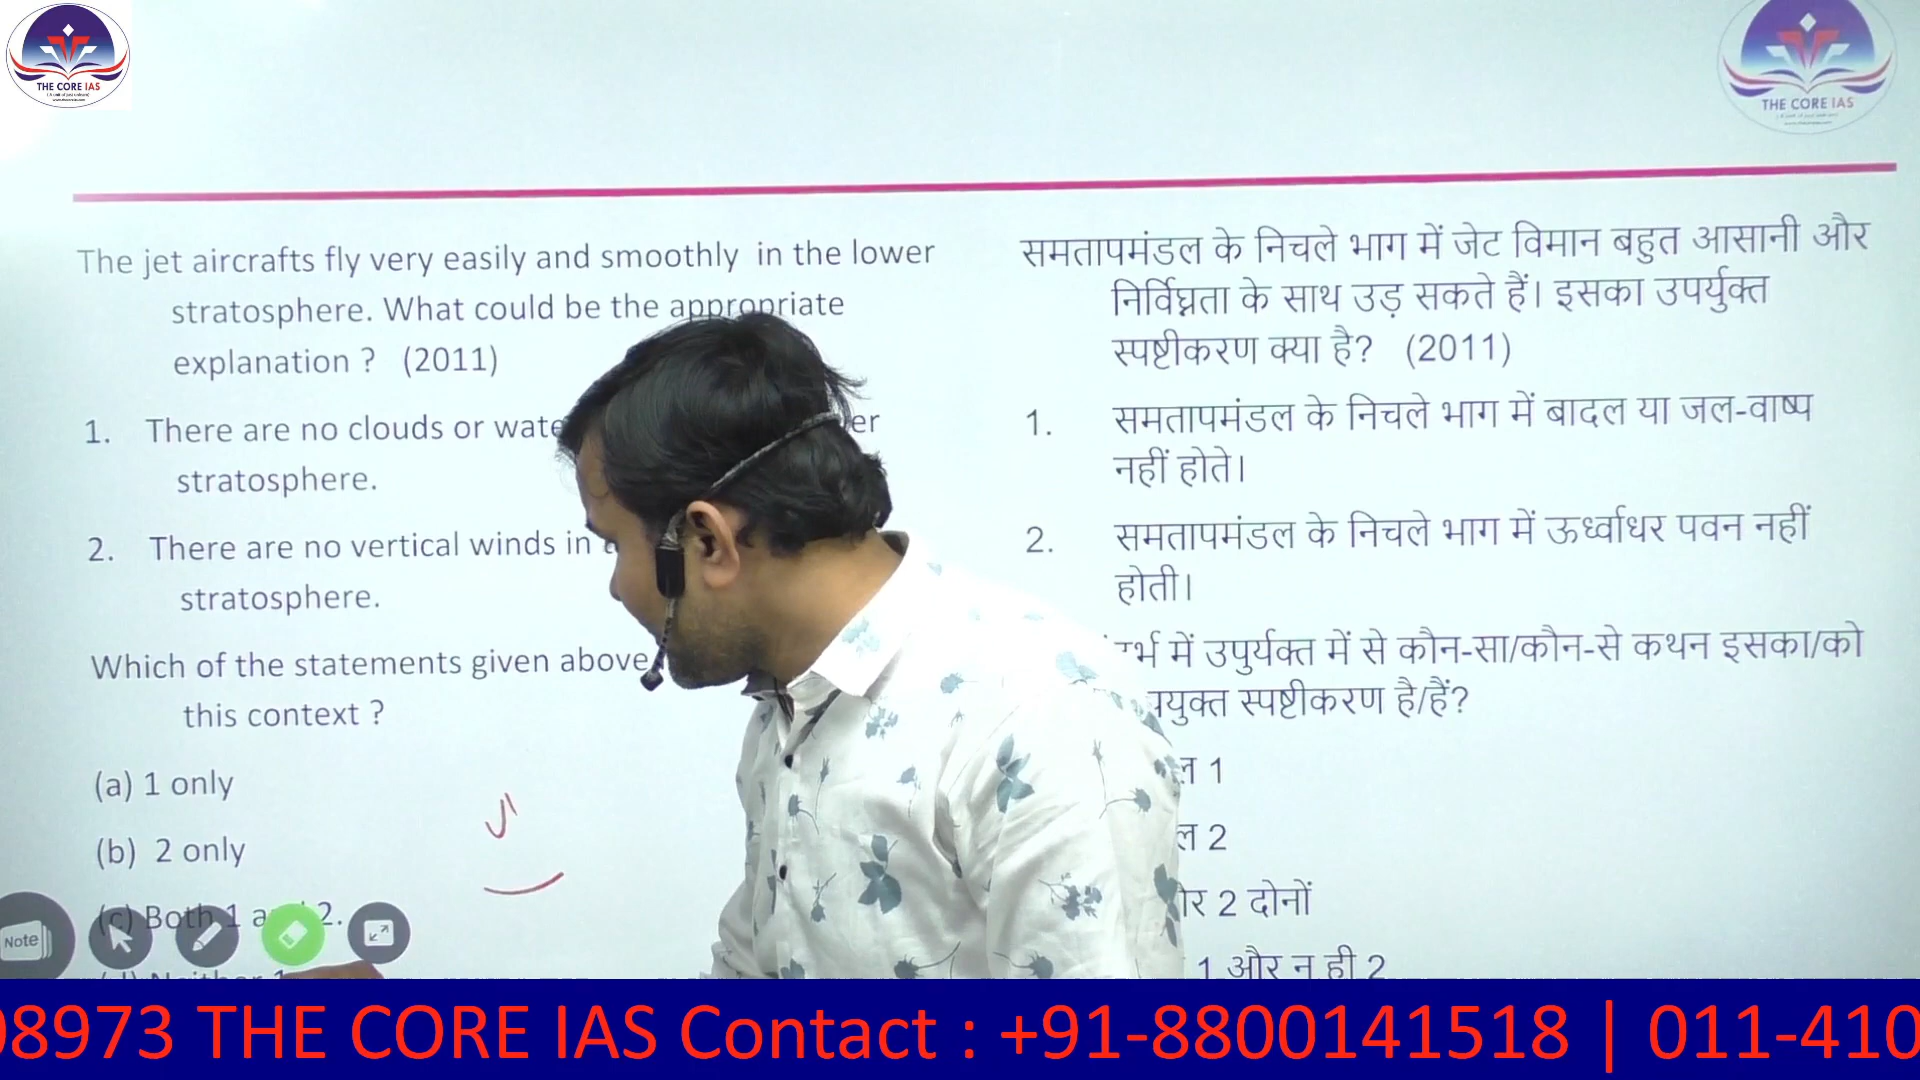 THE CORE IAS
THE CORE IAS
The jet aircrafts fly very easily and smoothly in the lower
stratosphere. What could be the appropriate
explanation ? (2011)
1. There are no clouds or
stratosphere.
2. There are no vertical winds in
stratosphere.
Which of the statements given above
this context ?
(a) 1 only
(b) 2 only
(c) Both 1 2.
समतापमंडल के निचले भाग में जेट विमान बहुत आसानी और
निर्विघ्नता के साथ उड़ सकते हैं। इसका उपर्युक्त
स्पष्टीकरण क्या है? (2011)
1. समतापमंडल के निचले भाग में बादल या जल-वाष्प
नहीं होते।
2. समतापमंडल के निचले भाग में ऊर्ध्वाधर पवन नहीं
होती।
में उपुर्यक्त में से कौन-सा/कौन-से कथन इसका/को
स्पष्टीकरण है/हैं?
1
2
2 दोनों
1 और न ही 2
Note
08973 THE CORE IAS Contact : +91-8800141518 | 011-410